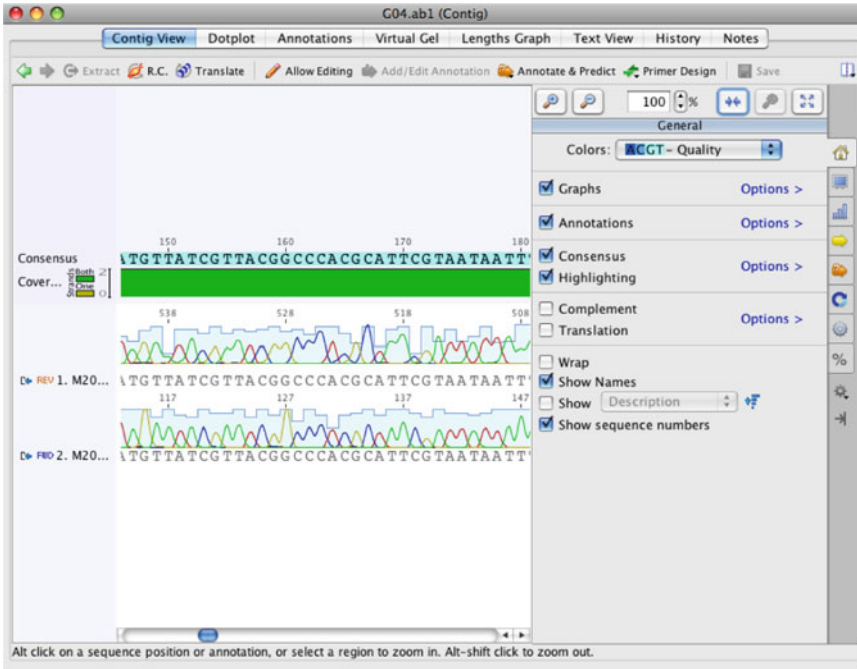 G04.ab1 (Contig)
Contig View Dotplot Annotations Virtual Gel Lengths Graph Text View History Notes
Extract R.C. Translate Allow Editing Add/Edit Annotation Annotate & Predict Primer Design Save
100 %
General
Colors: ACGT - Quality
Graphs Options >
Annotations Options >
Consensus
Highlighting Options >
Complement
Translation Options >
Wrap
Show Names
Show Description
Show sequence numbers
%
150 160 170 180
Consensus ATGTTATCGTTACGGCCCACGCATTCGTAATAATT
Cover... Strands Both One 2 0
538 528 518 508
REV 1. M20... ATGTTATCGTTACGGCCCACGCATTCGTAATAATT
117 127 137 147
FWD 2. M20... ATGTTATCGTTACGGCCCACGCATTCGTAATAATT
Alt click on a sequence position or annotation, or select a region to zoom in. Alt-shift click to zoom out.